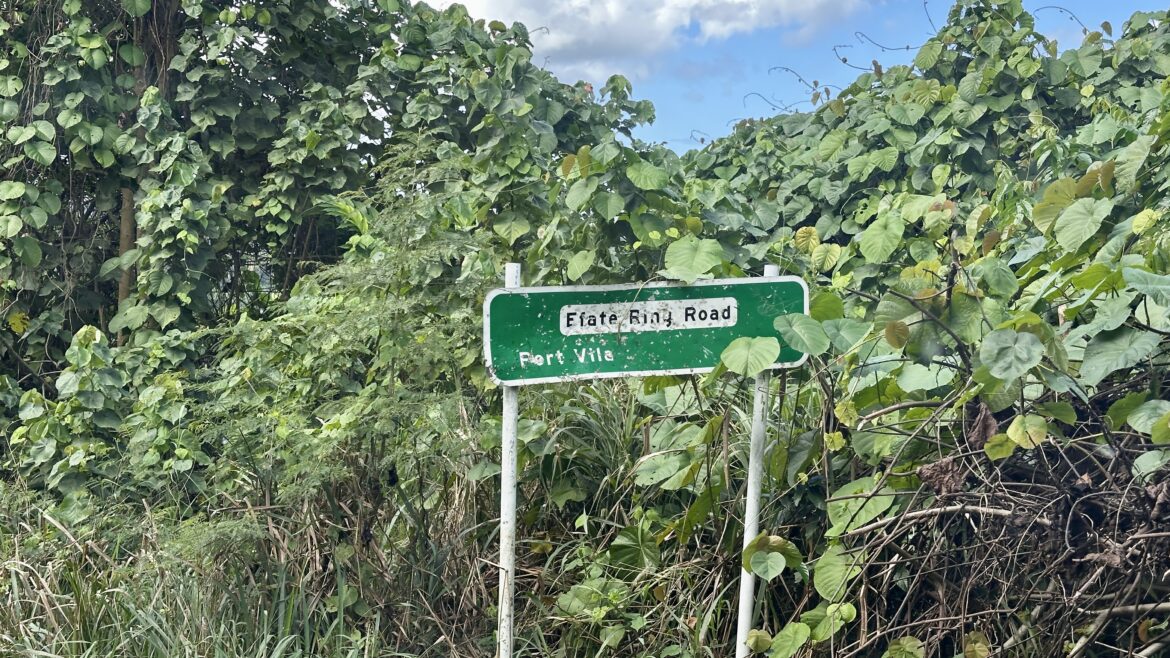 Efate Ring Road
Port Vila